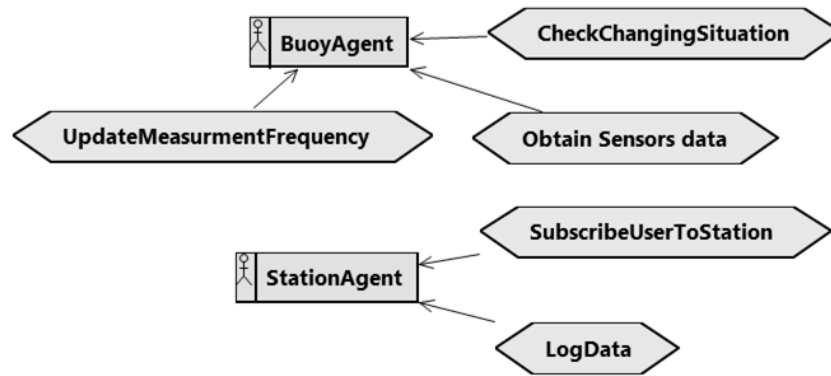 CheckChangingSituation
BuoyAgent
UpdateMeasurmentFrequency
Obtain Sensors data
SubscribeUserToStation
StationAgent
LogData